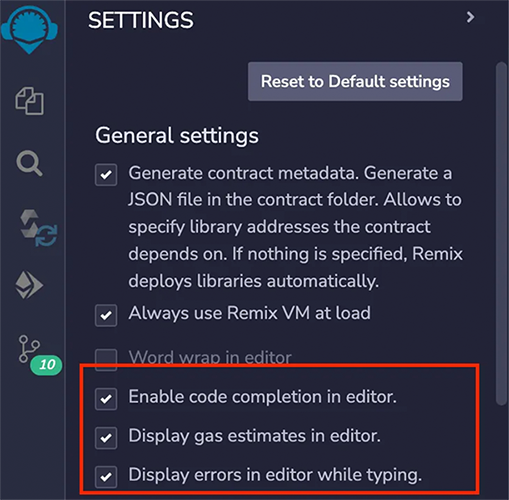 SETTINGS
Reset to Default settings
General settings
Generate contract metadata. Generate a
JSON file in the contract folder. Allows to
specify library addresses the contract
depends on. If nothing is specified, Remix
deploys libraries automatically.
Always use Remix VM at load
Word wrap in editor
10
Enable code completion in editor.
Display gas estimates in editor.
Display errors in editor while typing.